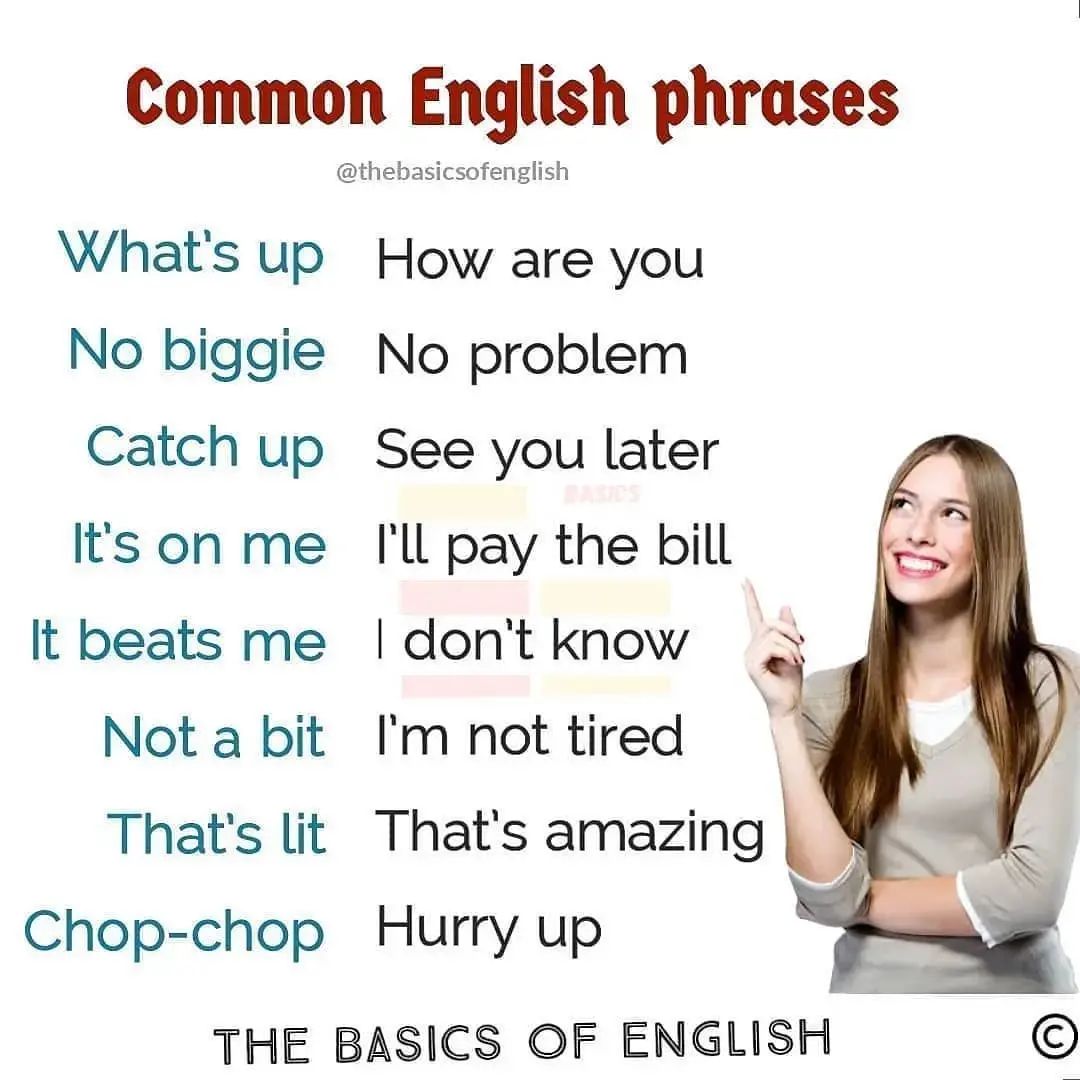 Common English phrases
@thebasicsofenglish
What's up How are you
No biggie No problem
Catch up See you later
BASICS
It's on me I'll pay the bill
It beats me I don't know
Not a bit I'm not tired
That's lit That's amazing
Chop-chop Hurry up
THE BASICS OF ENGLISH ©